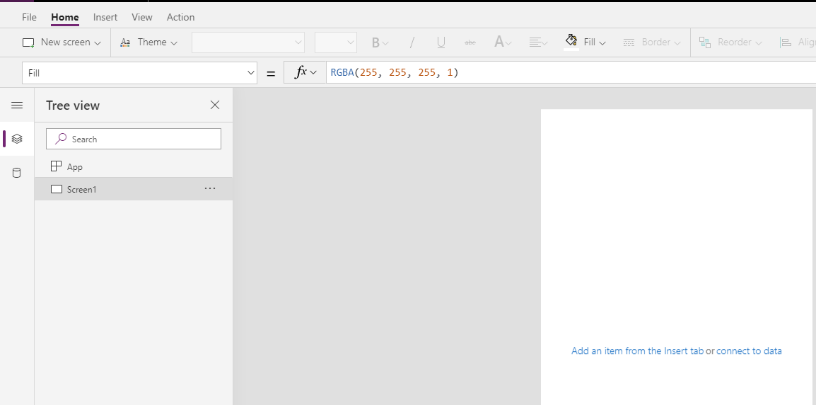 File Home Insert View Action
New screen Theme B / U abc A Fill Border Reorder
Fill = fx RGBA(255, 255, 255, 1)
Tree view
Search
App
Screen1
Add an item from the Insert tab or connect to data